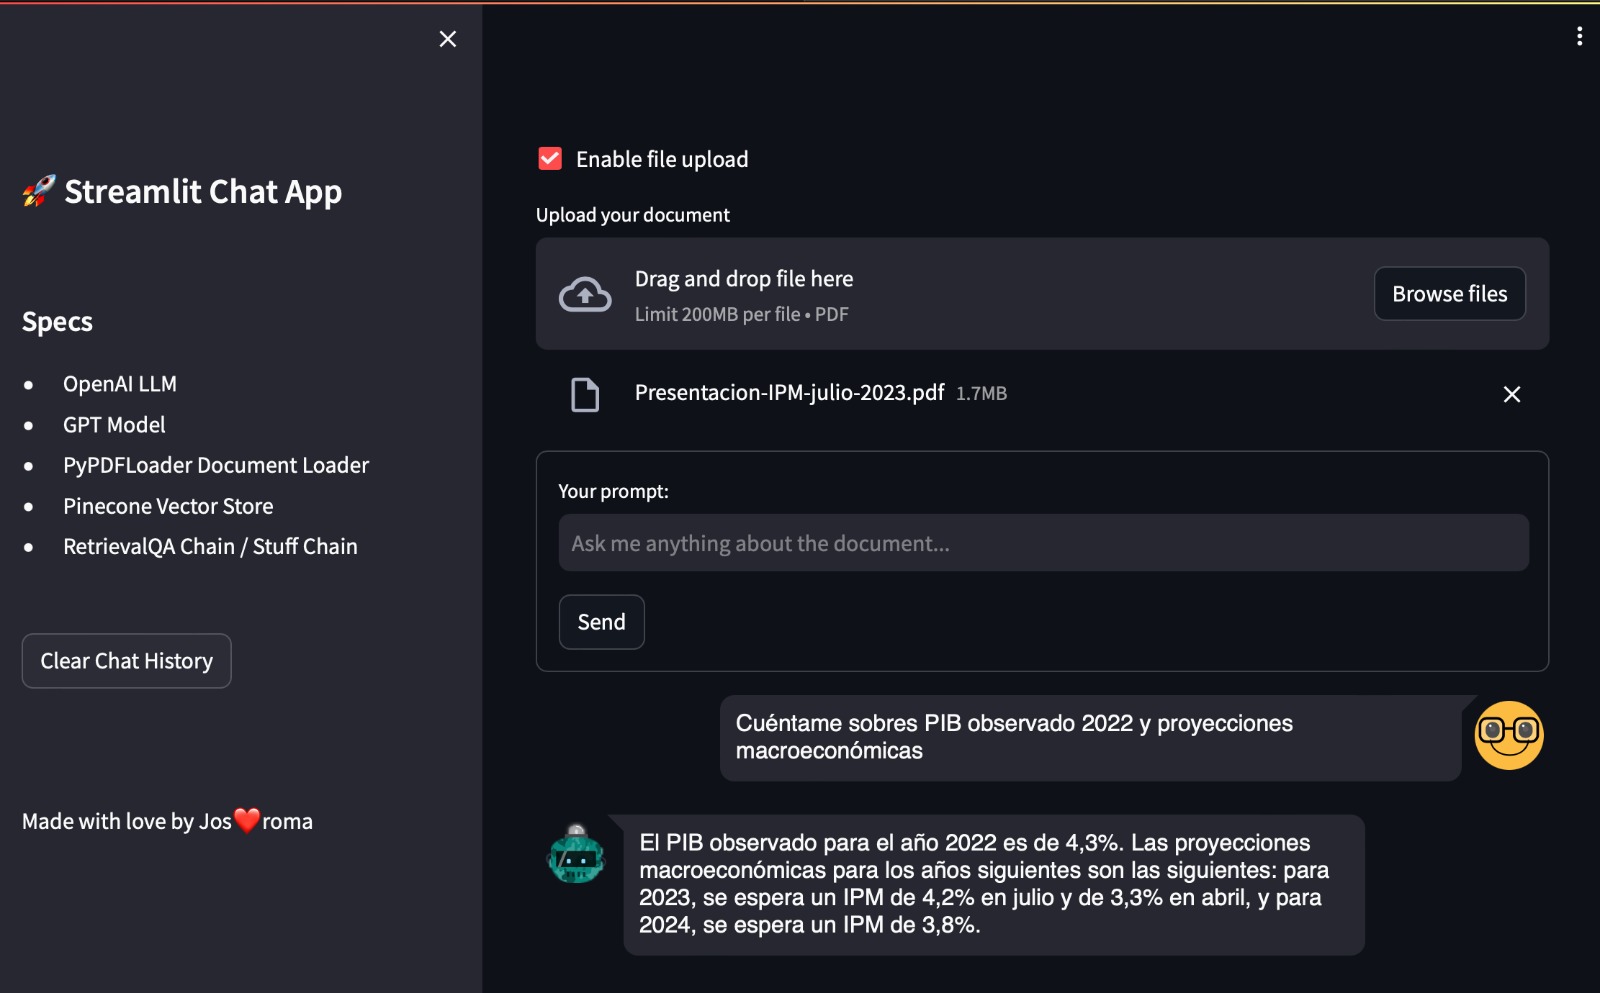 Streamlit Chat App
Specs
OpenAI LLM
GPT Model
PyPDFLoader Document Loader
Pinecone Vector Store
RetrievalQA Chain / Stuff Chain
Clear Chat History
Made with love by Jos❤️roma
Enable file upload
Upload your document
Drag and drop file here
Limit 200MB per file • PDF
Browse files
Presentacion-IPM-julio-2023.pdf 1.7MB
Your prompt:
Ask me anything about the document...
Send
Cuéntame sobres PIB observado 2022 y proyecciones
macroeconómicas
El PIB observado para el año 2022 es de 4,3%. Las proyecciones
macroeconómicas para los años siguientes son las siguientes: para
2023, se espera un IPM de 4,2% en julio y de 3,3% en abril, y para
2024, se espera un IPM de 3,8%.